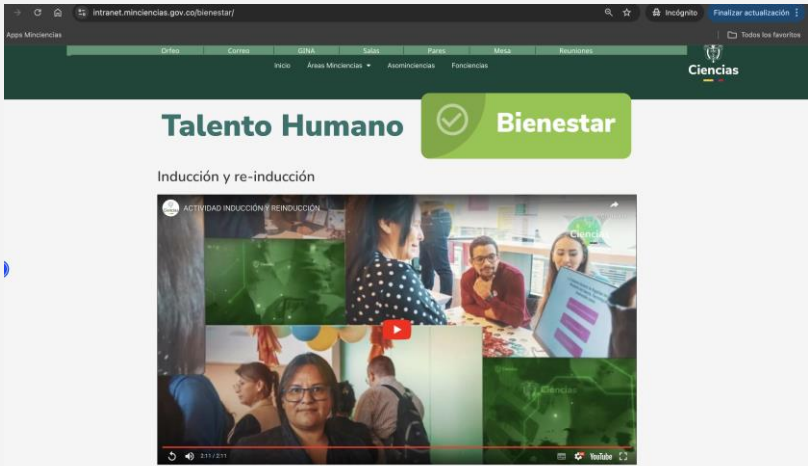 intranet.minciencias.gov.co/bienestar/
Incógnito
Finalizar actualización
Apps Minciencias
Todos los favoritos
Orfeo Correo GINA Salas Pares Mesa Reuniones
Inicio Áreas Minciencias Asominciencias Fonciencias
Ciencias
Talento Humano
Bienestar
Inducción y re-inducción
ACTIVIDAD INDUCCIÓN Y REINDUCCIÓN
Ciencias
Ciencias
2:11 / 2:11
YouTube